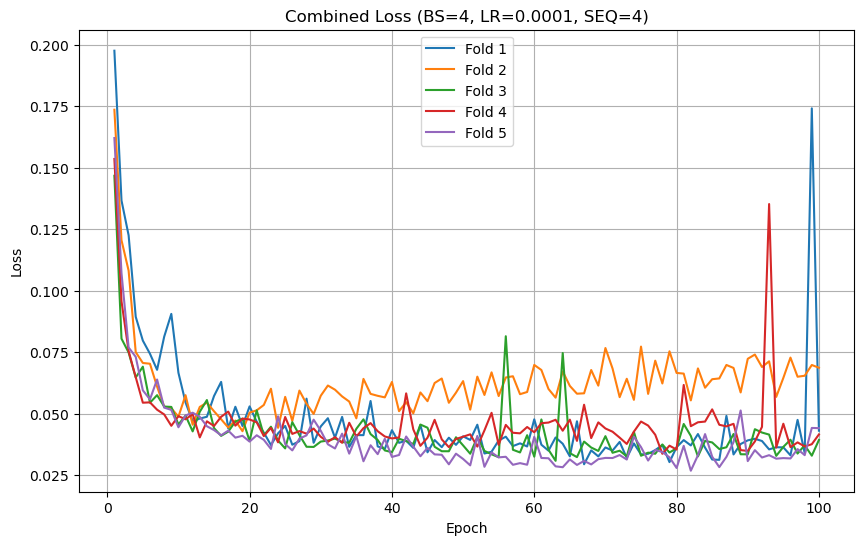 Combined Loss (BS=4, LR=0.0001, SEQ=4)
Fold 1
Fold 2
Fold 3
Fold 4
Fold 5
Loss
0.200
0.175
0.150
0.125
0.100
0.075
0.050
0.025
0
20
40
60
80
100
Epoch